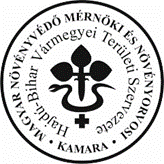 MAGYAR NÖVÉNYVÉDŐ MÉRNÖKI ÉS NÖVÉNYORVOSI
KAMARA
Hajdú-Bihar Vármegyei Területi Szervezete